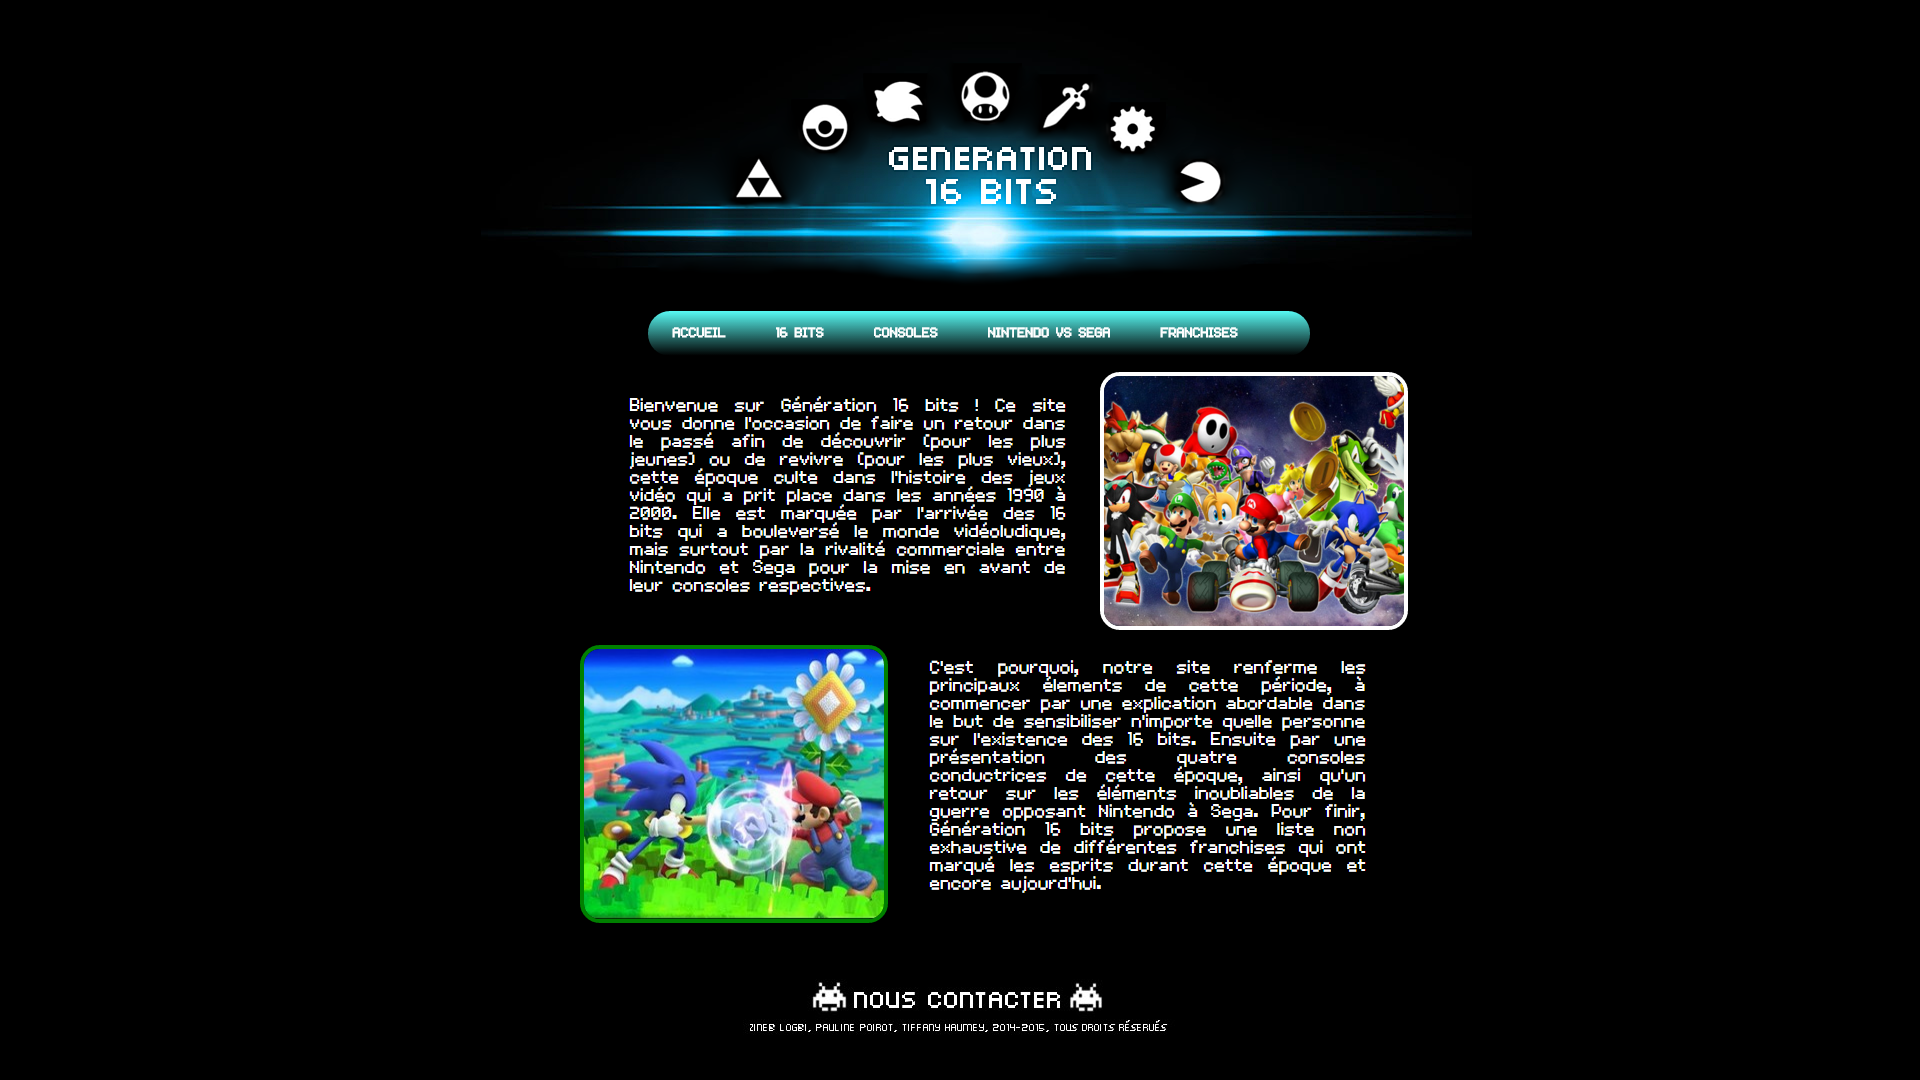 GENERATION
16 BITS
ACCUEIL
16 BITS
CONSOLES
NINTENDO VS SEGA
FRANCHISES
Bienvenue sur Génération 16 bits ! Ce site
vous donne l'occasion de faire un retour dans
le passé afin de découvrir (pour les plus
jeunes) ou de revivre (pour les plus vieux),
cette époque culte dans l'histoire des jeux
vidéo qui a prit place dans les années 1990 à
2000. Elle est marquée par l'arrivée des 16
bits qui a bouleversé le monde vidéoludique,
mais surtout par la rivalité commerciale entre
Nintendo et Sega pour la mise en avant de
leur consoles respectives.
C'est pourquoi, notre site renferme les
principaux élements de cette période, à
commencer par une explication abordable dans
le but de sensibiliser n'importe quelle personne
sur l'existence des 16 bits. Ensuite par une
présentation des quatre consoles
conductrices de cette époque, ainsi qu'un
retour sur les éléments inoubliables de la
guerre opposant Nintendo à Sega. Pour finir,
Génération 16 bits propose une liste non
exhaustive de différentes franchises qui ont
marqué les esprits durant cette époque et
encore aujourd'hui.
NOUS CONTACTER
ZINEB LOGBI, PAULINE POIROT, TIFFANY HAUMEY, 2014-2015, TOUS DROITS RÉSERUÉS